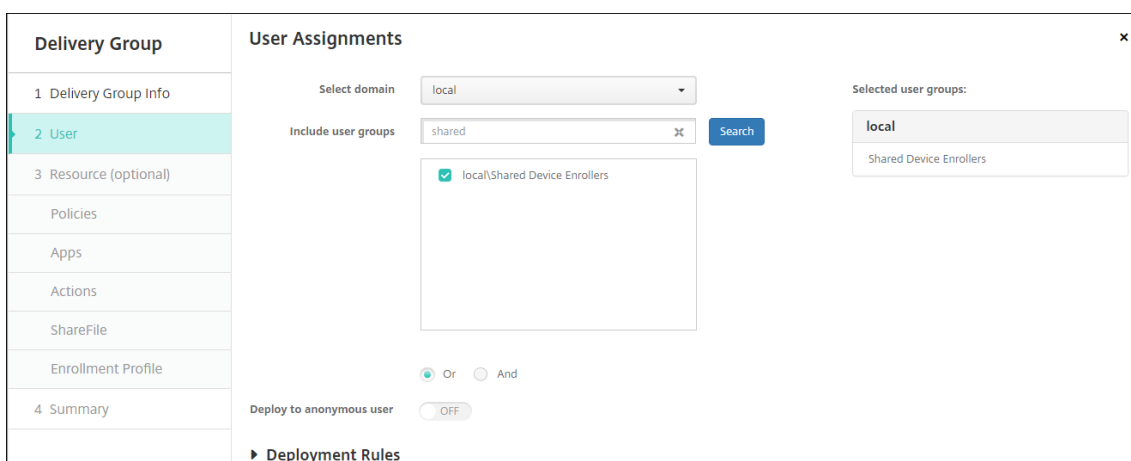 Delivery Group
1 Delivery Group Info
2 User
3 Resource (optional)
Policies
Apps
Actions
ShareFile
Enrollment Profile
4 Summary
User Assignments
×
Select domain
local
Include user groups
shared
Search
local\Shared Device Enrollers
Or And
Deploy to anonymous user
OFF
Deployment Rules
Selected user groups:
local
Shared Device Enrollers